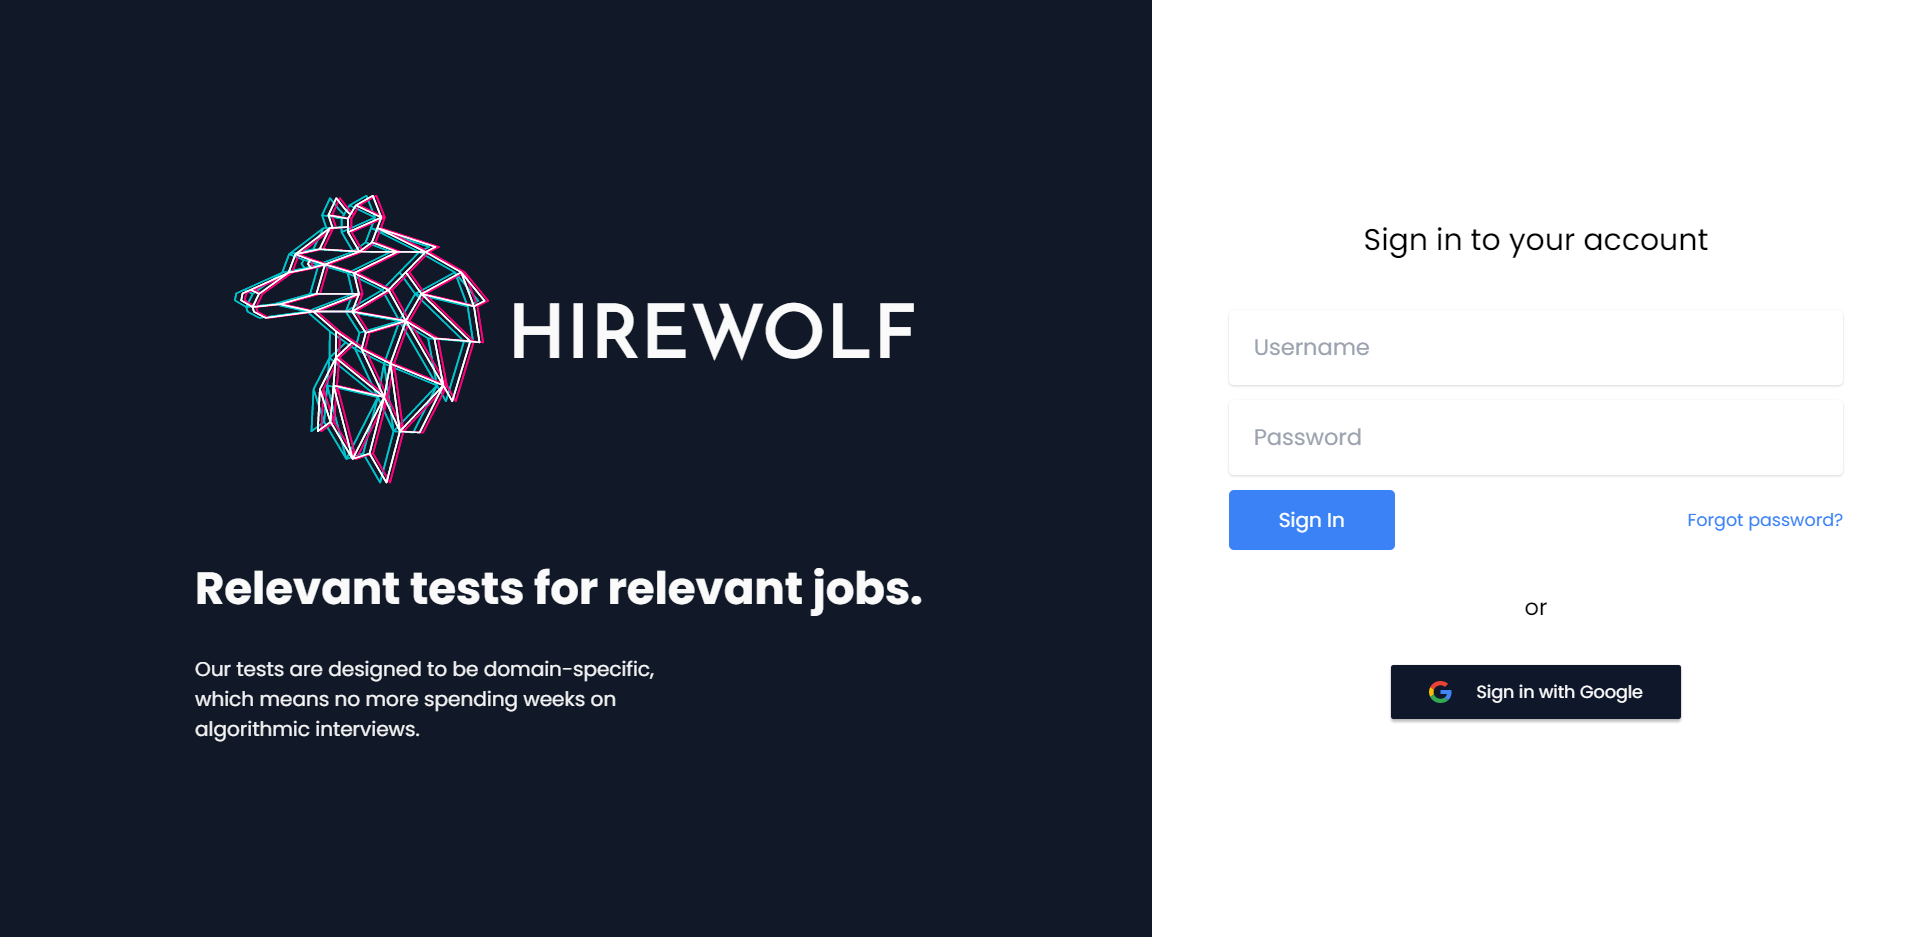 HIREWOLF
Relevant tests for relevant jobs.
Our tests are designed to be domain-specific,
which means no more spending weeks on
algorithmic interviews.
Sign in to your account
Username
Password
Sign In
Forgot password?
or
Sign in with Google